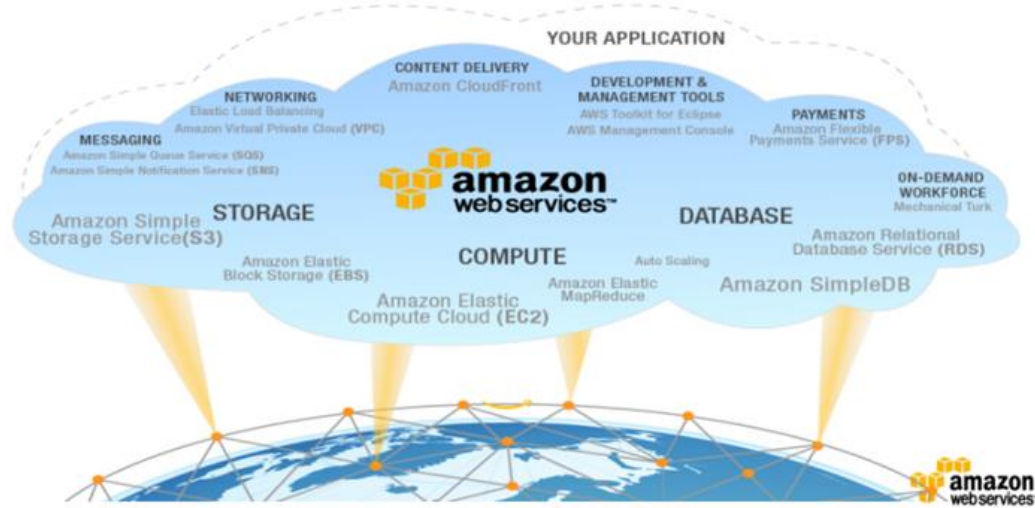 YOUR APPLICATION
CONTENT DELIVERY
Amazon CloudFront
DEVELOPMENT &
MANAGEMENT TOOLS
AWS Toolkit for Eclipse
AWS Management Console
NETWORKING
Elastic Load Balancing
Amazon Virtual Private Cloud (VPC)
PAYMENTS
Amazon Flexible
Payments Service (FPS)
MESSAGING
Amazon Simple Queue Service (SQS)
Amazon Simple Notification Service (SNS)
amazon
web services™
ON-DEMAND
WORKFORCE
Mechanical Turk
STORAGE
Amazon Simple
Storage Service(S3)
Amazon Elastic
Block Storage (EBS)
COMPUTE
Auto Scaling
Amazon Elastic
MapReduce
Amazon Elastic
Compute Cloud (EC2)
DATABASE
Amazon Relational
Database Service (RDS)
Amazon SimpleDB
amazon
web services™